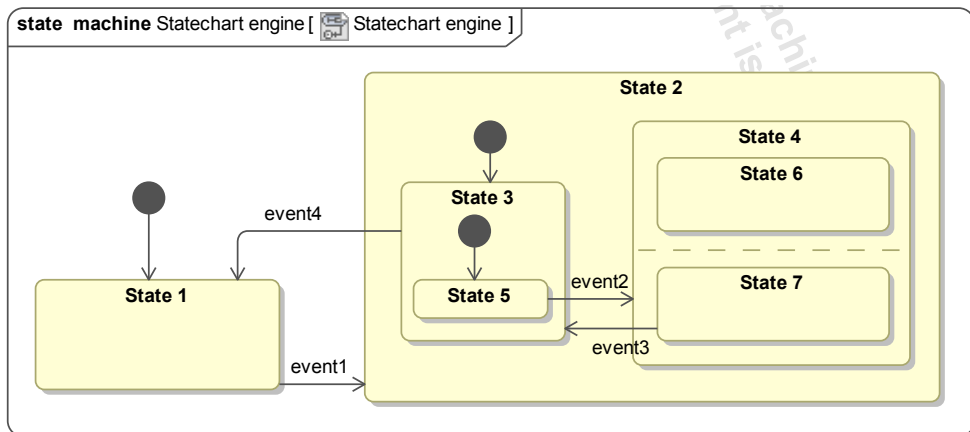 state machine Statechart engine [ Statechart engine ]
State 2
State 4
State 6
State 3
event4
State 5
event2
State 7
State 1
event3
event1